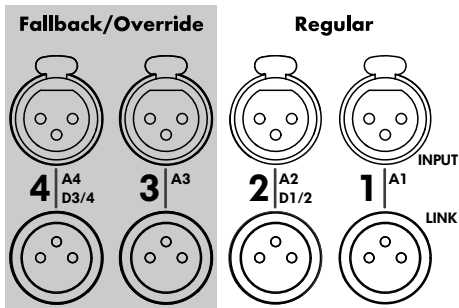 Fallback/Override
Regular
INPUT
4 A4
D3/4
3 A3
2 A2
D1/2
1 A1
LINK